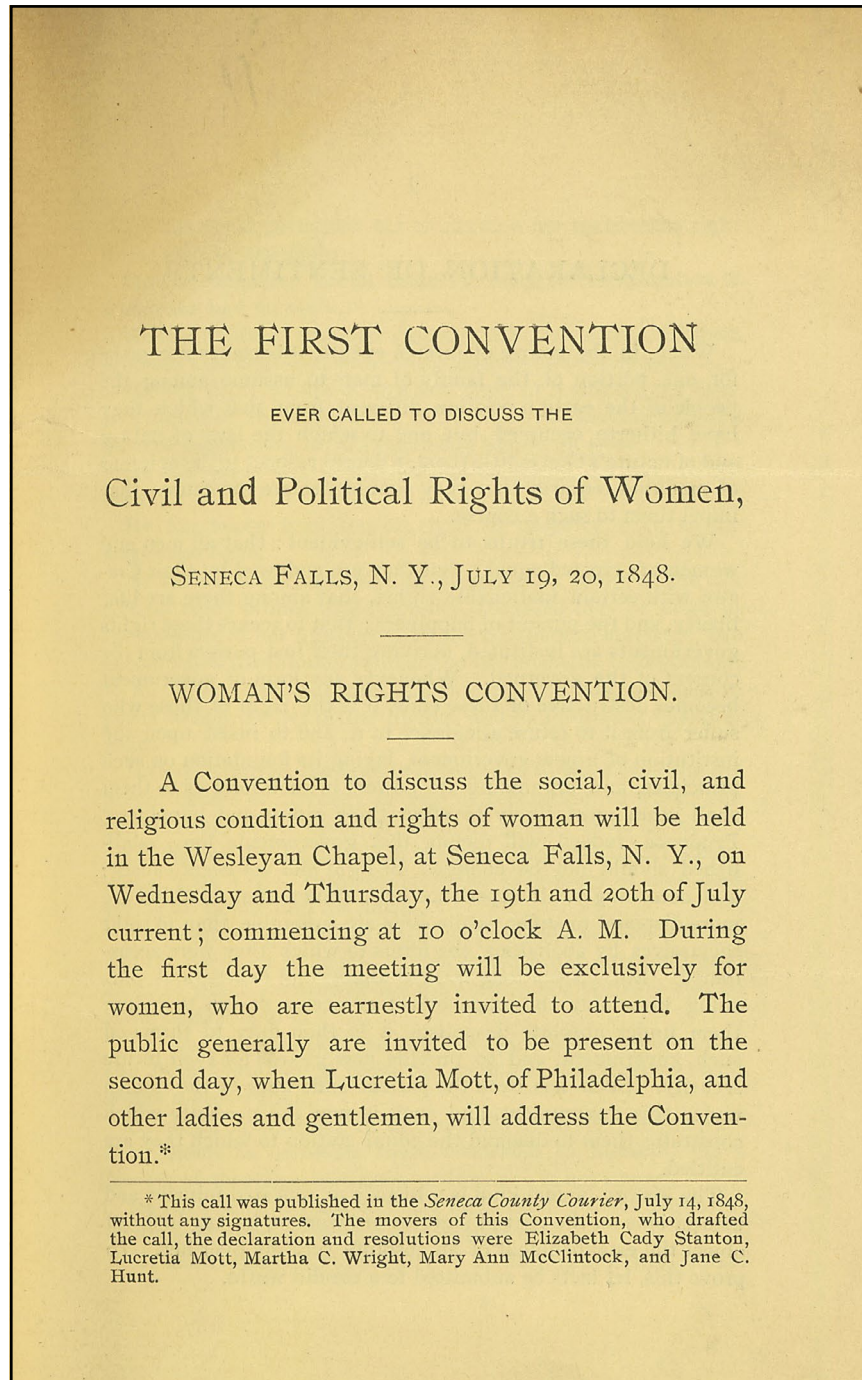 THE FIRST CONVENTION
EVER CALLED TO DISCUSS THE
Civil and Political Rights of Women,
SENECA FALLS, N. Y., JULY 19, 20, 1848.
WOMAN'S RIGHTS CONVENTION.
A Convention to discuss the social, civil, and
religious condition and rights of woman will be held
in the Wesleyan Chapel, at Seneca Falls, N. Y., on
Wednesday and Thursday, the 19th and 20th of July
current; commencing at 10 o'clock A. M. During
the first day the meeting will be exclusively for
women, who are earnestly invited to attend. The
public generally are invited to be present on the
second day, when Lucretia Mott, of Philadelphia, and
other ladies and gentlemen, will address the Conven-
tion.*
* This call was published in the Seneca County Courier, July 14, 1848,
without any signatures. The movers of this Convention, who drafted
the call, the declaration and resolutions were Elizabeth Cady Stanton,
Lucretia Mott, Martha C. Wright, Mary Ann McClintock, and Jane C.
Hunt.